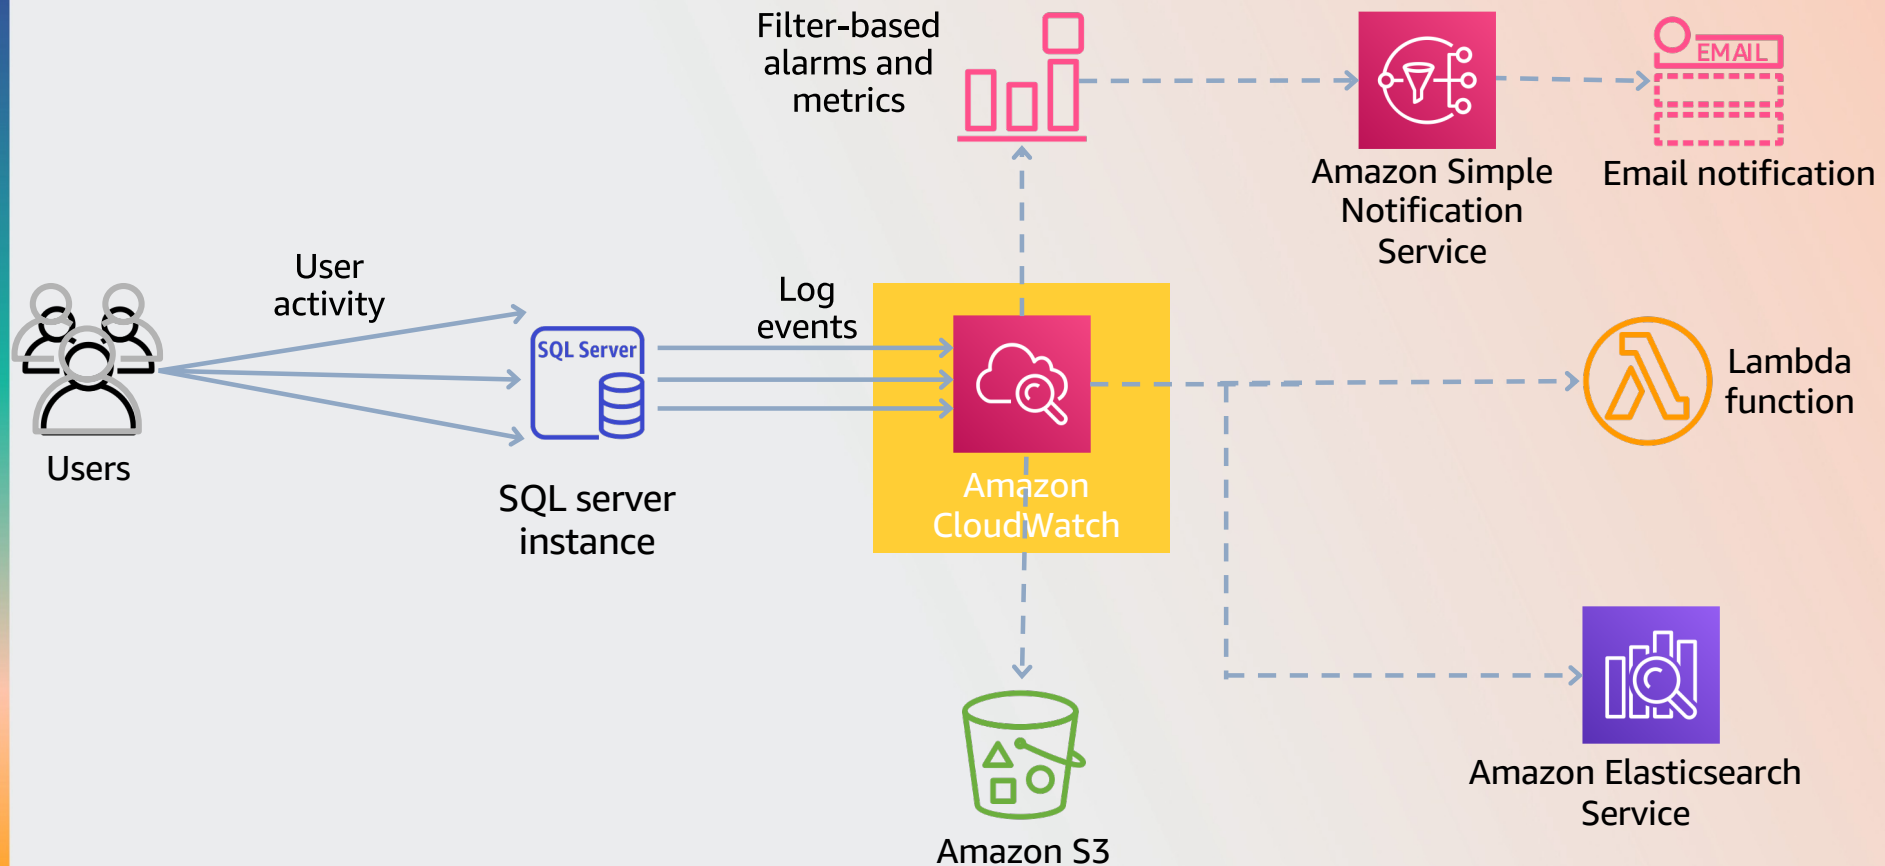 Filter-based
alarms and
metrics
EMAIL
Amazon Simple
Notification
Service
Email notification
User
activity
Log
events
SQL Server
Users
SQL server
instance
Amazon
CloudWatch
Lambda
function
Amazon Elasticsearch
Service
Amazon S3